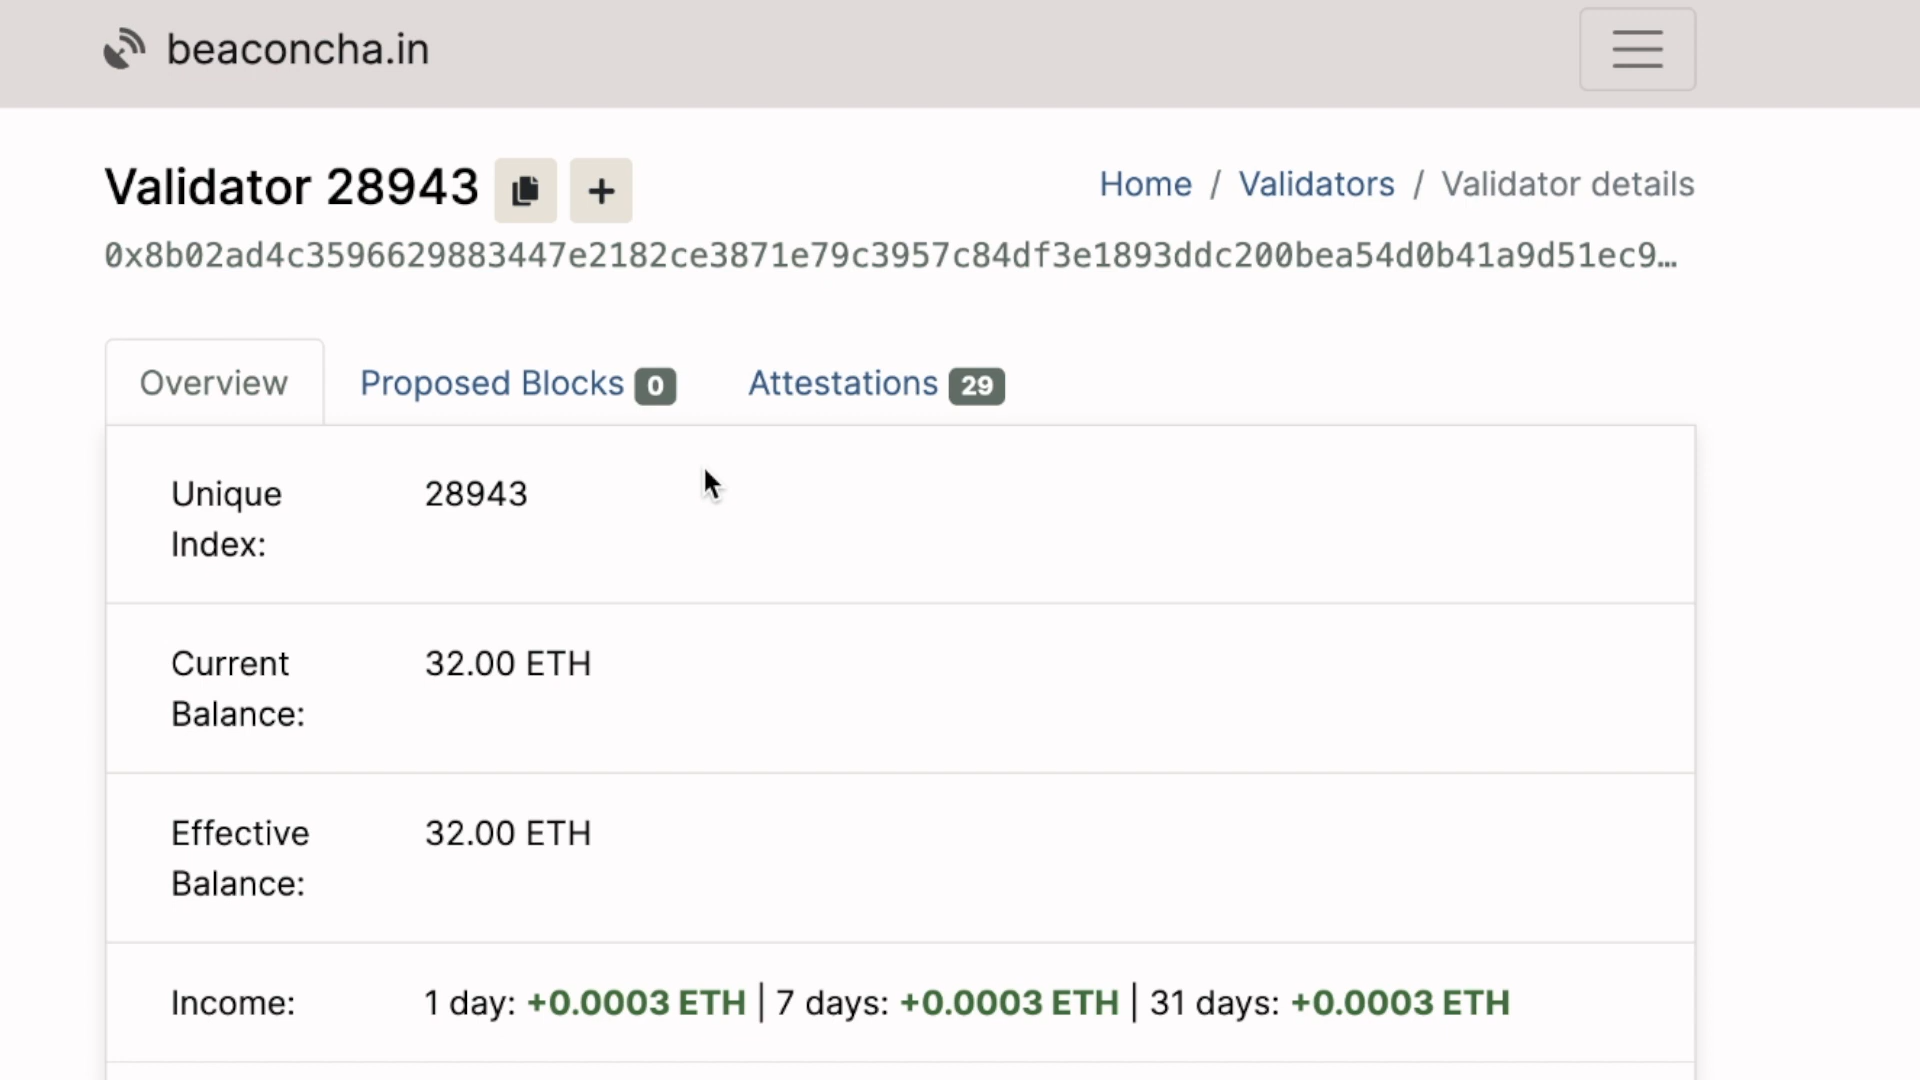 beaconcha.in
Validator 28943
Home / Validators / Validator details
0x8b02ad4c3596629883447e2182ce3871e79c3957c84df3e1893ddc200bea54d0b41a9d51ec9…
Overview Proposed Blocks 0 Attestations 29
Unique Index: 28943
Current Balance: 32.00 ETH
Effective Balance: 32.00 ETH
Income: 1 day: +0.0003 ETH | 7 days: +0.0003 ETH | 31 days: +0.0003 ETH